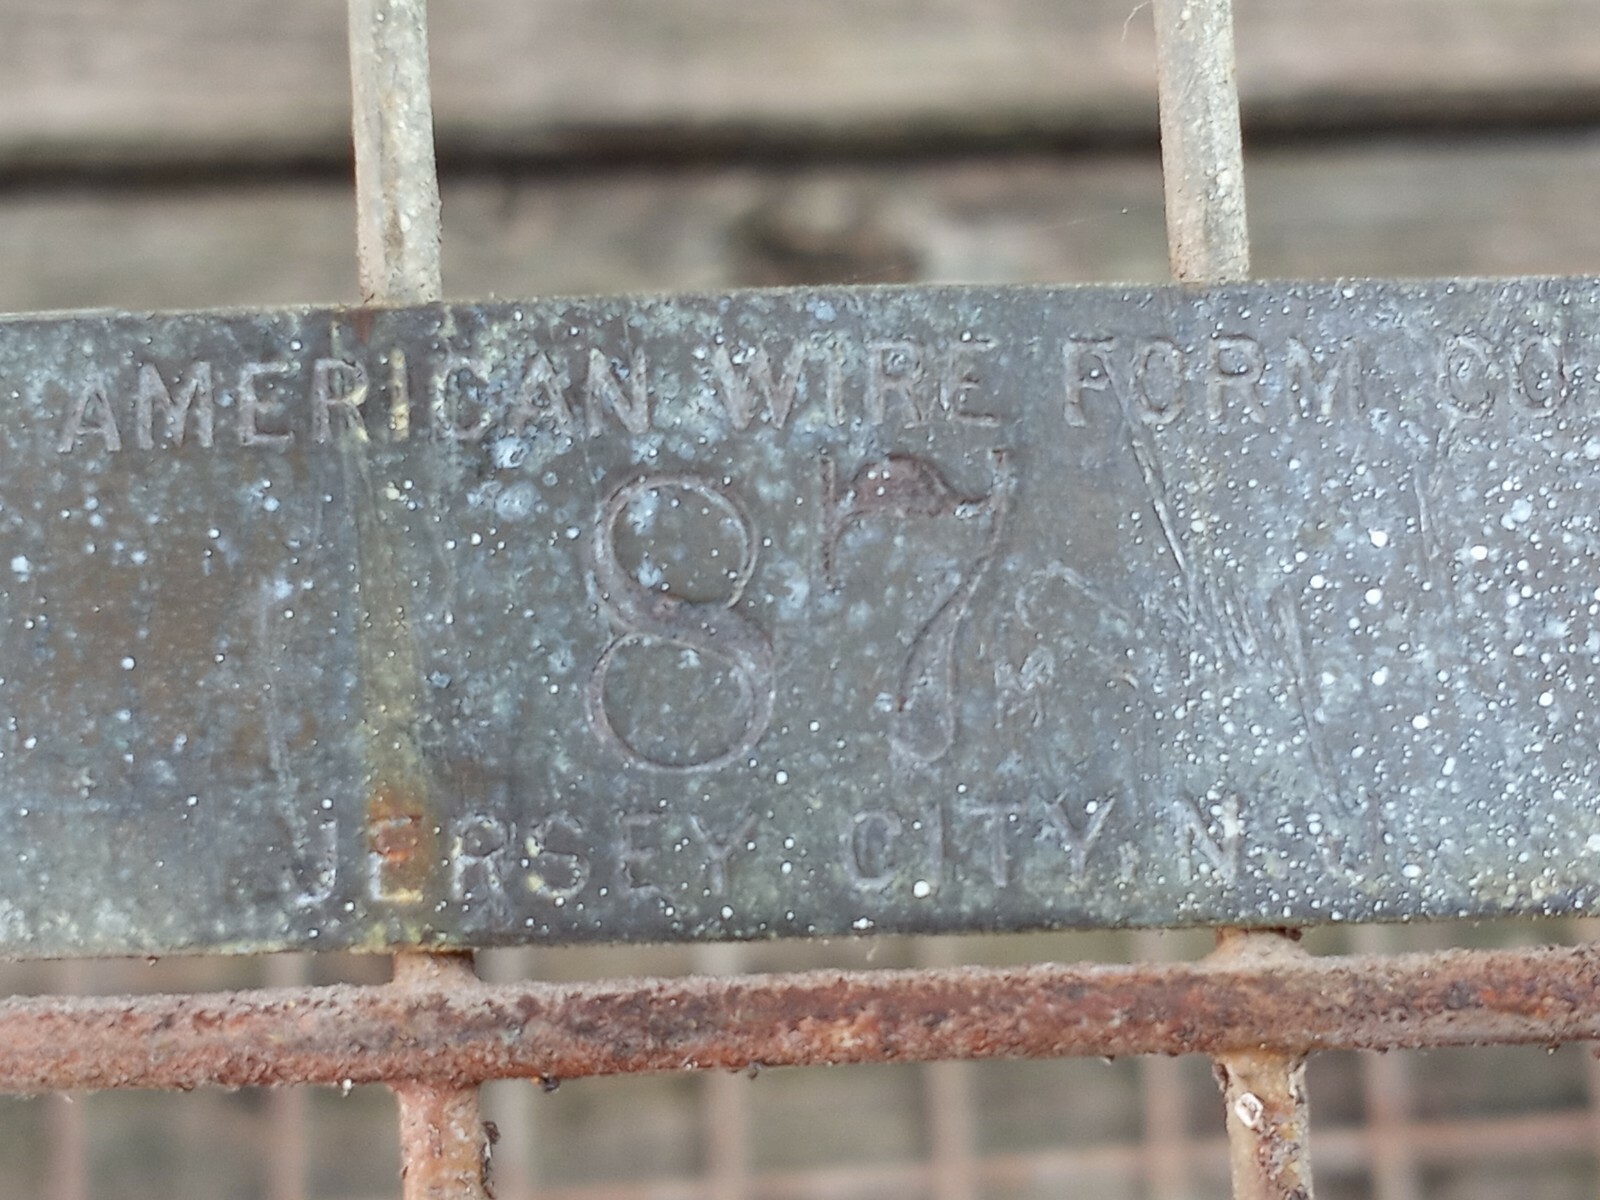 AMERICAN WIRE FORM CO.
87
JERSEY CITY N J